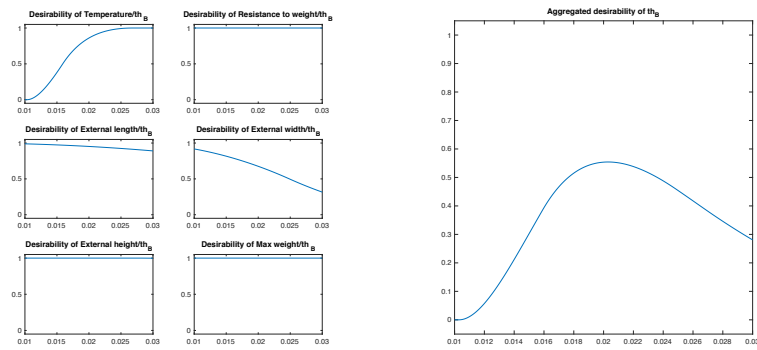 Desirability of Temperature/th_B
1
0.5
0
0.01 0.015 0.02 0.025 0.03
Desirability of Resistance to weight/th_B
1
0.5
0
0.01 0.015 0.02 0.025 0.03
Desirability of External length/th_B
1
0.5
0
0.01 0.015 0.02 0.025 0.03
Desirability of External width/th_B
1
0.5
0
0.01 0.015 0.02 0.025 0.03
Desirability of External height/th_B
1
0.5
0
0.01 0.015 0.02 0.025 0.03
Desirability of Max weight/th_B
1
0.5
0
0.01 0.015 0.02 0.025 0.03
Aggregated desirability of th_B
1
0.9
0.8
0.7
0.6
0.5
0.4
0.3
0.2
0.1
0
0.01 0.012 0.014 0.016 0.018 0.02 0.022 0.024 0.026 0.028 0.03